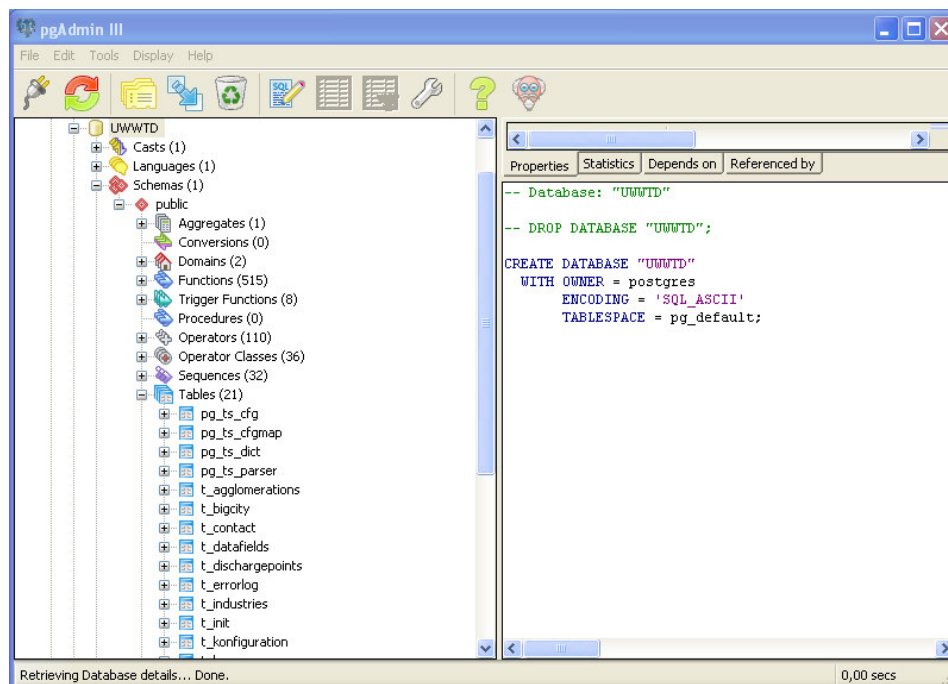 pgAdmin III
File Edit Tools Display Help
SQL
UWWTD
Casts (1)
Languages (1)
Schemas (1)
public
Aggregates (1)
Conversions (0)
Domains (2)
Functions (515)
Trigger Functions (8)
Procedures (0)
Operators (110)
Operator Classes (36)
Sequences (32)
Tables (21)
pg_ts_cfg
pg_ts_cfgmap
pg_ts_dict
pg_ts_parser
t_agglomerations
t_bigcity
t_contact
t_datafields
t_dischargepoints
t_errorlog
t_industries
t_init
t_konfiguration
Properties Statistics Depends on Referenced by
-- Database: "UWWTD"
-- DROP DATABASE "UWWTD";
CREATE DATABASE "UWWTD"
WITH OWNER = postgres
ENCODING = 'SQL_ASCII'
TABLESPACE = pg_default;
Retrieving Database details... Done.
0,00 secs